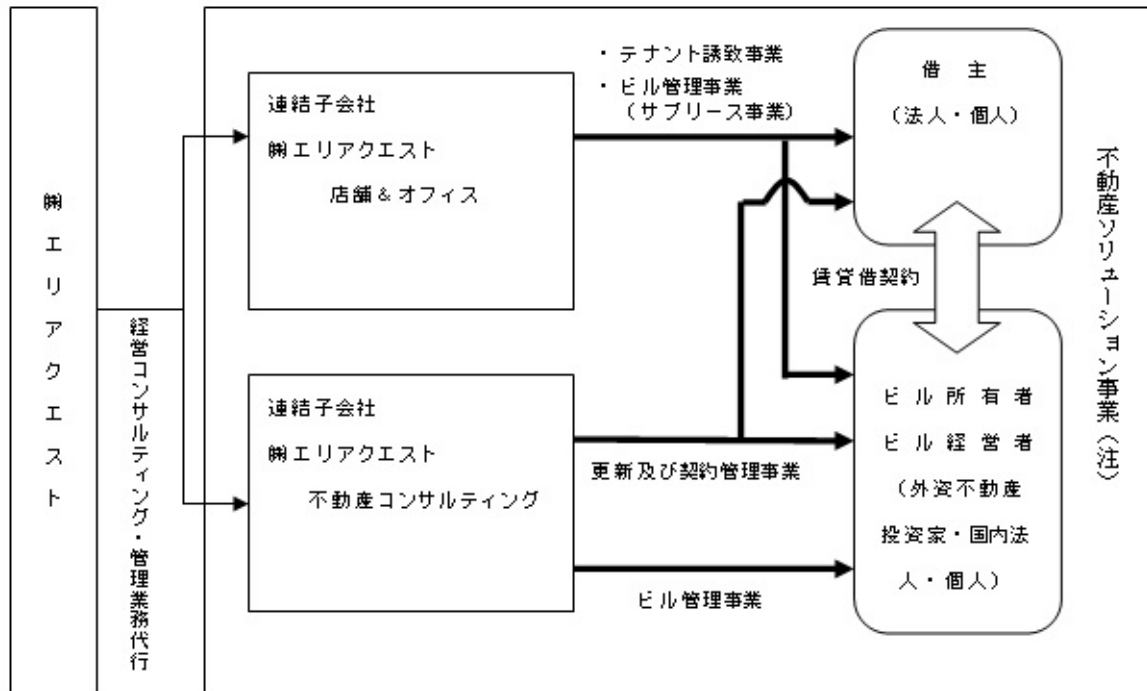 ㈱エリアクエスト
経営コンサルティング・管理業務代行
連結子会社
㈱エリアクエスト
店舗＆オフィス
・テナント誘致事業
・ビル管理事業
（サブリース事業）
借主
（法人・個人）
賃貸借契約
連結子会社
㈱エリアクエスト
不動産コンサルティング
更新及び契約管理事業
ビル管理事業
ビル所有者
ビル経営者
（外資不動産
投資家・国内法
人・個人）
不動産ソリューション事業（注）